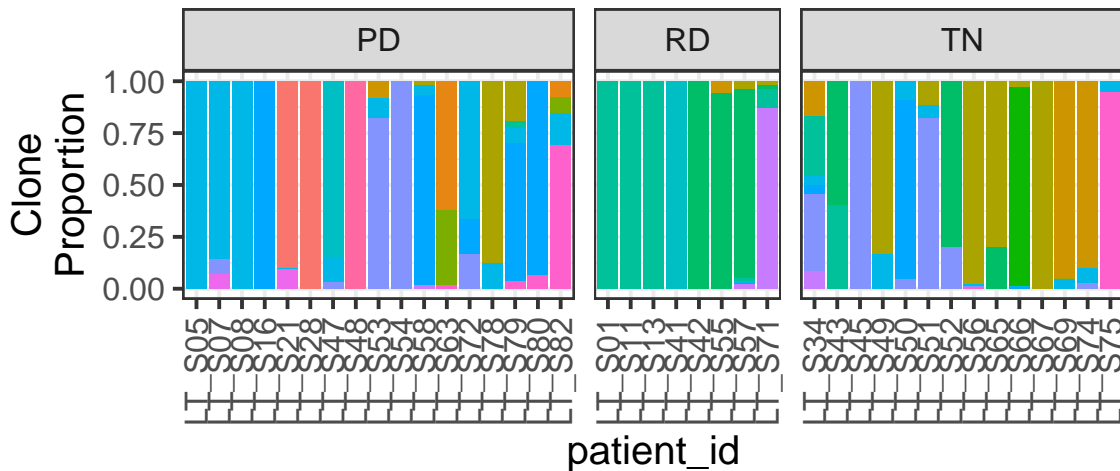 PD
RD
TN
Clone
Proportion
1.00
0.75
0.50
0.25
0.00
LT_S05
LT_S07
LT_S08
LT_S16
LT_S21
LT_S28
LT_S47
LT_S48
LT_S53
LT_S54
LT_S58
LT_S63
LT_S72
LT_S78
LT_S79
LT_S80
LT_S82
LT_S01
LT_S11
LT_S13
LT_S41
LT_S42
LT_S55
LT_S57
LT_S71
LT_S34
LT_S43
LT_S45
LT_S49
LT_S50
LT_S51
LT_S52
LT_S56
LT_S65
LT_S66
LT_S67
LT_S69
LT_S74
LT_S75
patient_id